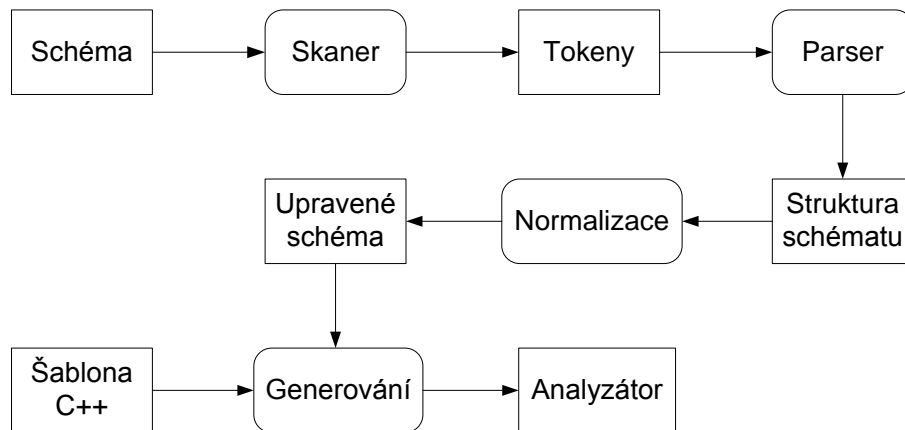 Schéma
Skaner
Tokeny
Parser
Upravené
schéma
Normalizace
Struktura
schématu
Šablona
C++
Generování
Analyzátor